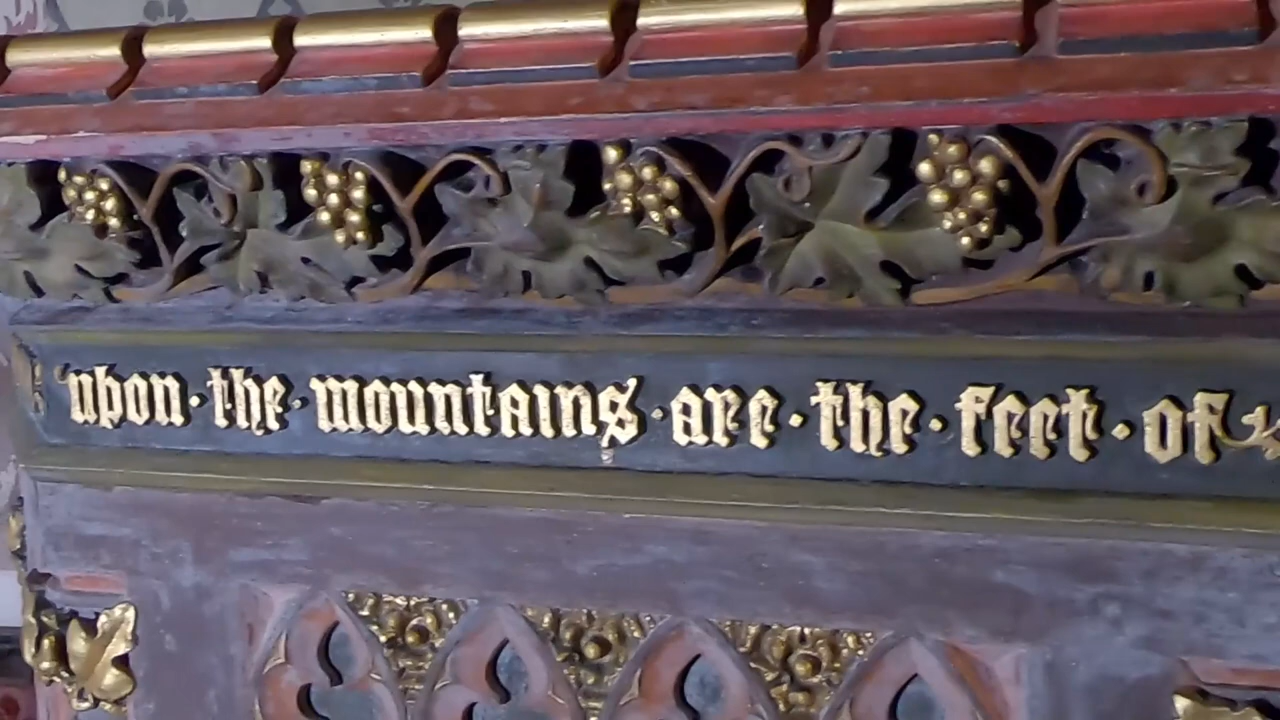 upon · the · mountains · are · the · feet · of